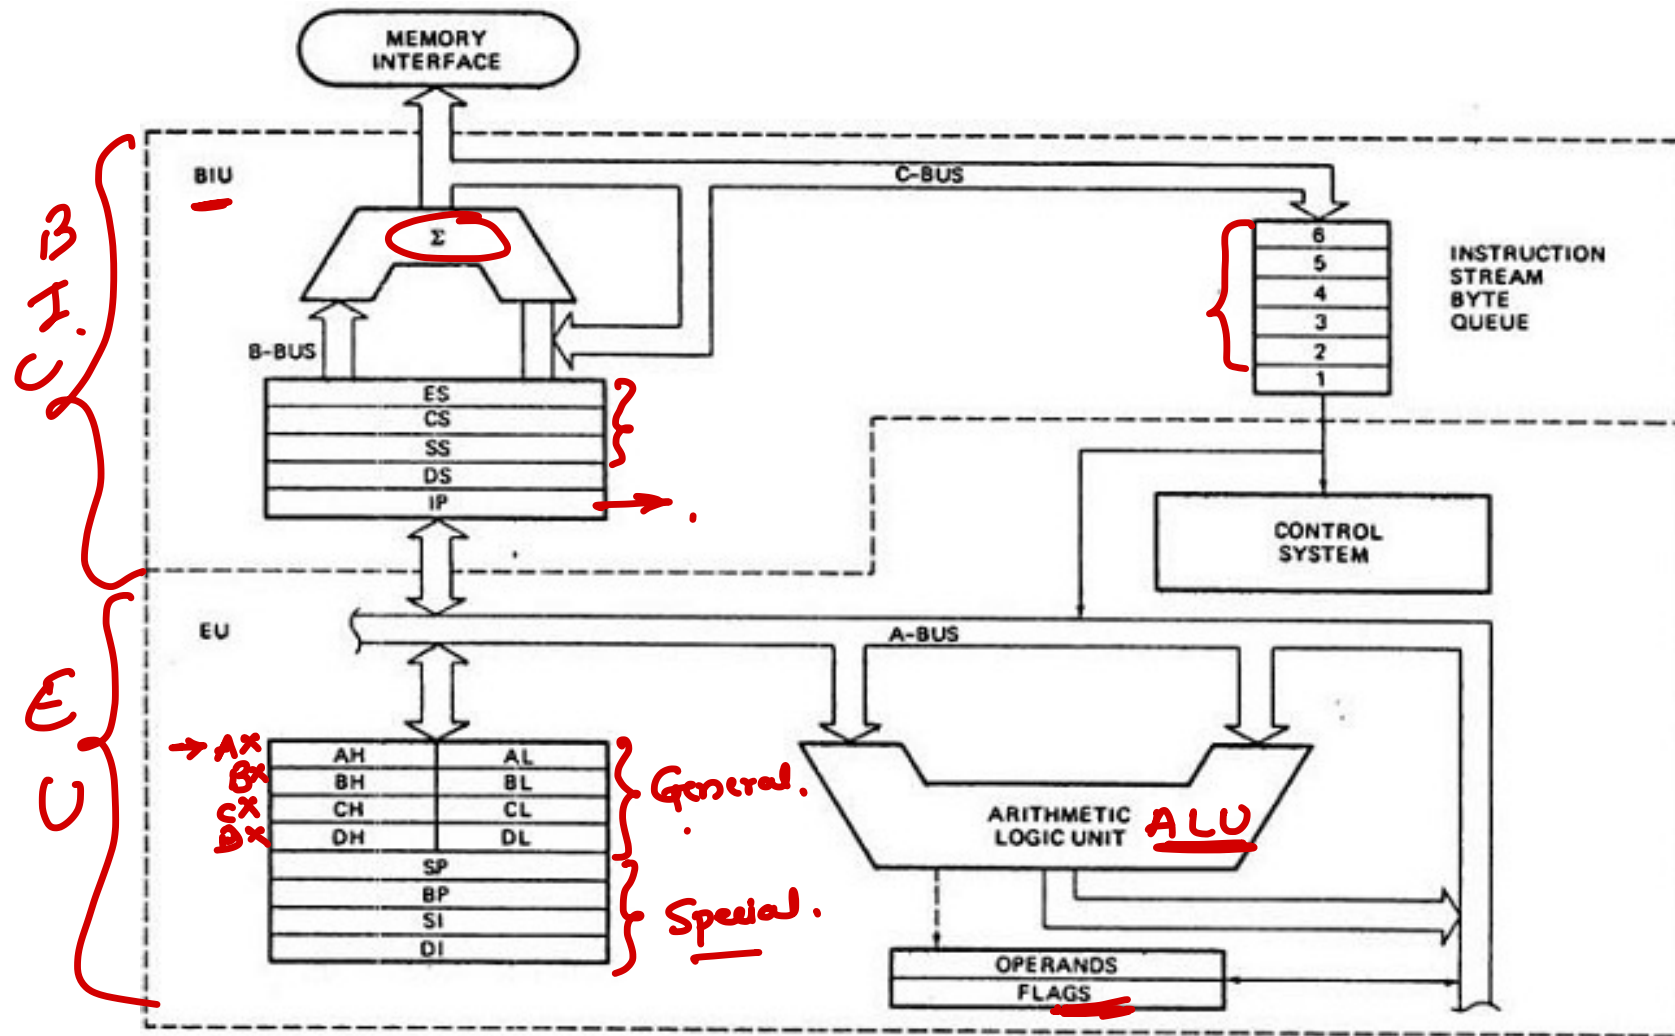 MEMORY
INTERFACE
BIU
C-BUS
B
I.
U
Σ
6
5
4
3
2
1
INSTRUCTION
STREAM
BYTE
QUEUE
B-BUS
ES
CS
SS
DS
IP
CONTROL
SYSTEM
EU
A-BUS
E
U
AX
BX
CX
DX
AH AL
BH BL
CH CL
DH DL
SP
BP
SI
DI
General.
Special.
ARITHMETIC
LOGIC UNIT
ALU
OPERANDS
FLAGS